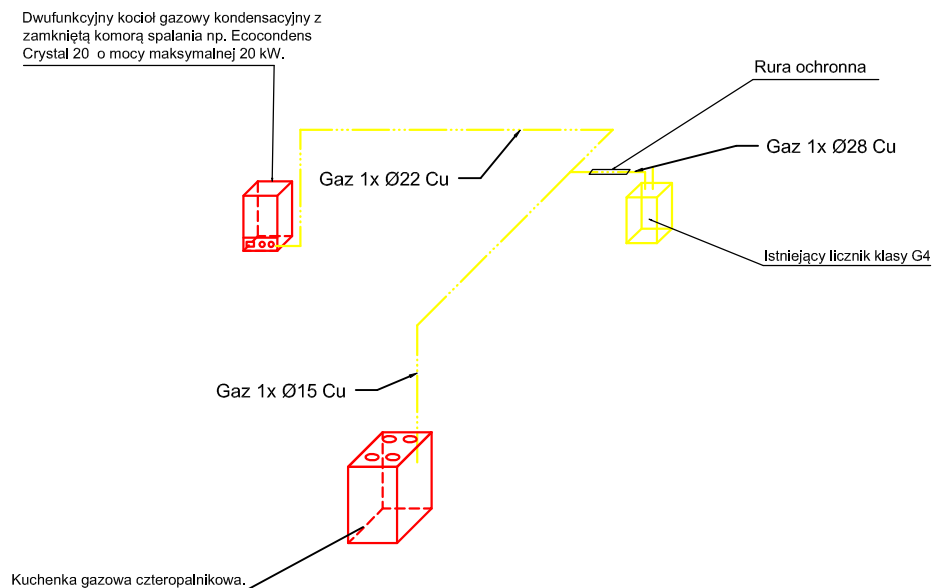 Dwufunkcyjny kocioł gazowy kondensacyjny z
zamkniętą komorą spalania np. Ecocondens
Crystal 20 o mocy maksymalnej 20 kW.
Rura ochronna
Gaz 1x Ø28 Cu
Gaz 1x Ø22 Cu
Istniejący licznik klasy G4
Gaz 1x Ø15 Cu
Kuchenka gazowa czteropalnikowa.